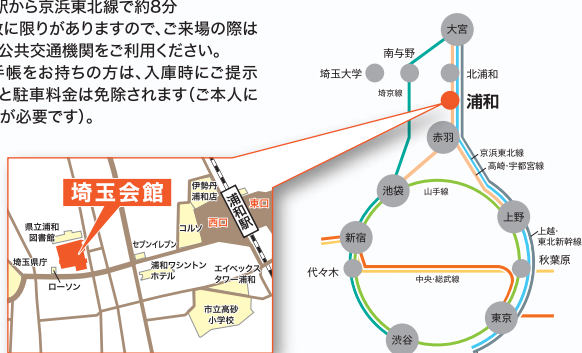 駅から京浜東北線で約8分
数に限りがありますので、ご来場の際は
公共交通機関をご利用ください。
手帳をお持ちの方は、入庫時にご提示
と駐車料金は免除されます(ご本人に
が必要です)。
大宮
南与野
埼玉大学
北浦和
埼京線
浦和
赤羽
京浜東北線
高崎・宇都宮線
池袋
山手線
上野
上越・
東北新幹線
新宿
秋葉原
代々木
中央・総武線
東京
渋谷
埼玉会館
伊勢丹
浦和店
浦和駅
東口
西口
コルソ
県立浦和
図書館
セブンイレブン
埼玉県庁
ローソン
浦和ワシントン
ホテル
エイペックス
タワー浦和
市立高砂
小学校